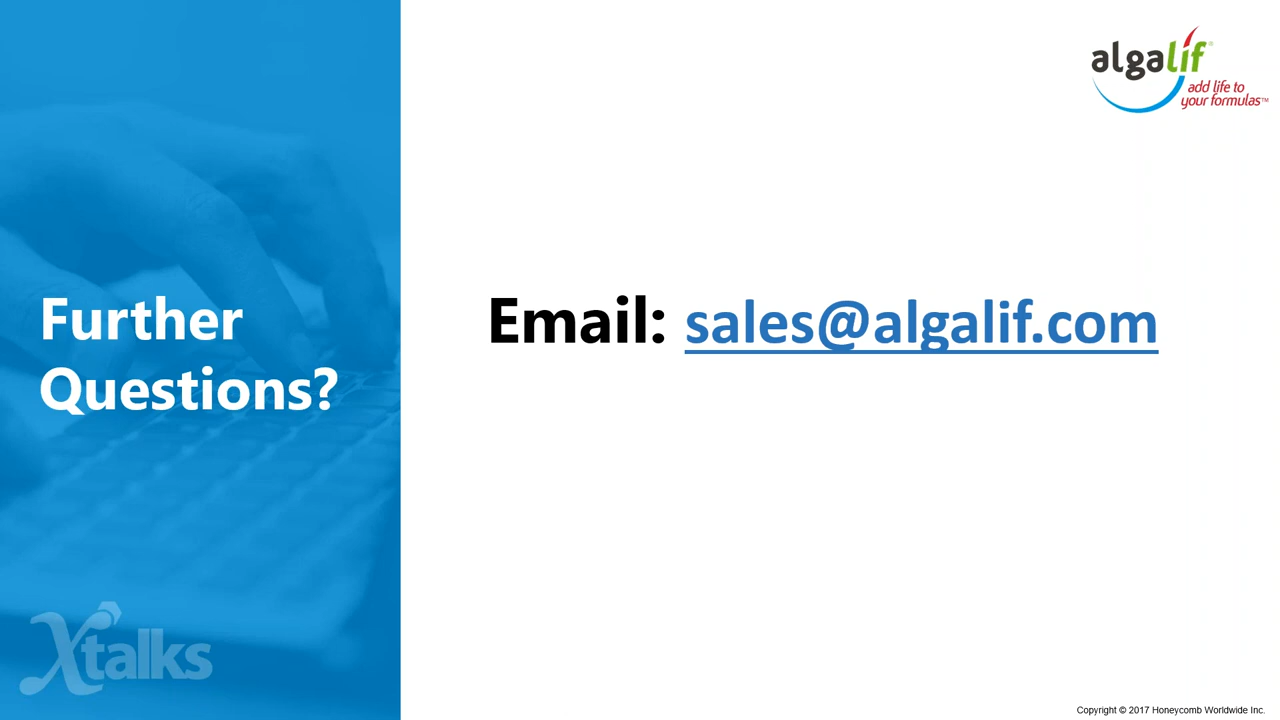 algalif®
add life to
your formulas™
Further
Questions?
Email: sales@algalif.com
Xtalks
Copyright © 2017 Honeycomb Worldwide Inc.